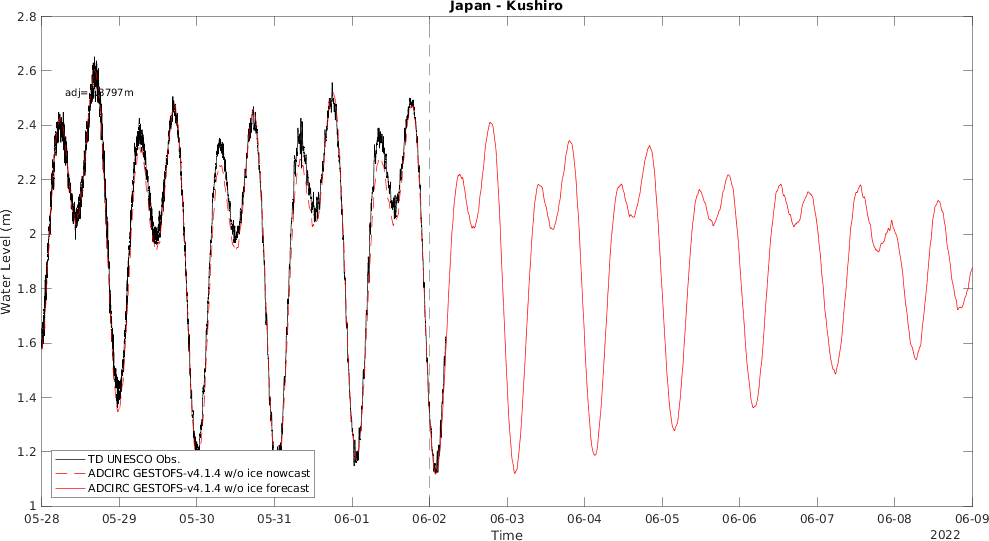 Japan - Kushiro
2.8
2.6
2.4
2.2
2
1.8
1.6
1.4
1.2
1
Water Level (m)
TD UNESCO Obs.
ADCIRC GESTOFS-v4.1.4 w/o ice nowcast
ADCIRC GESTOFS-v4.1.4 w/o ice forecast
05-28 05-29 05-30 05-31 06-01 06-02 06-03 06-04 06-05 06-06 06-07 06-08 06-09
Time
2022